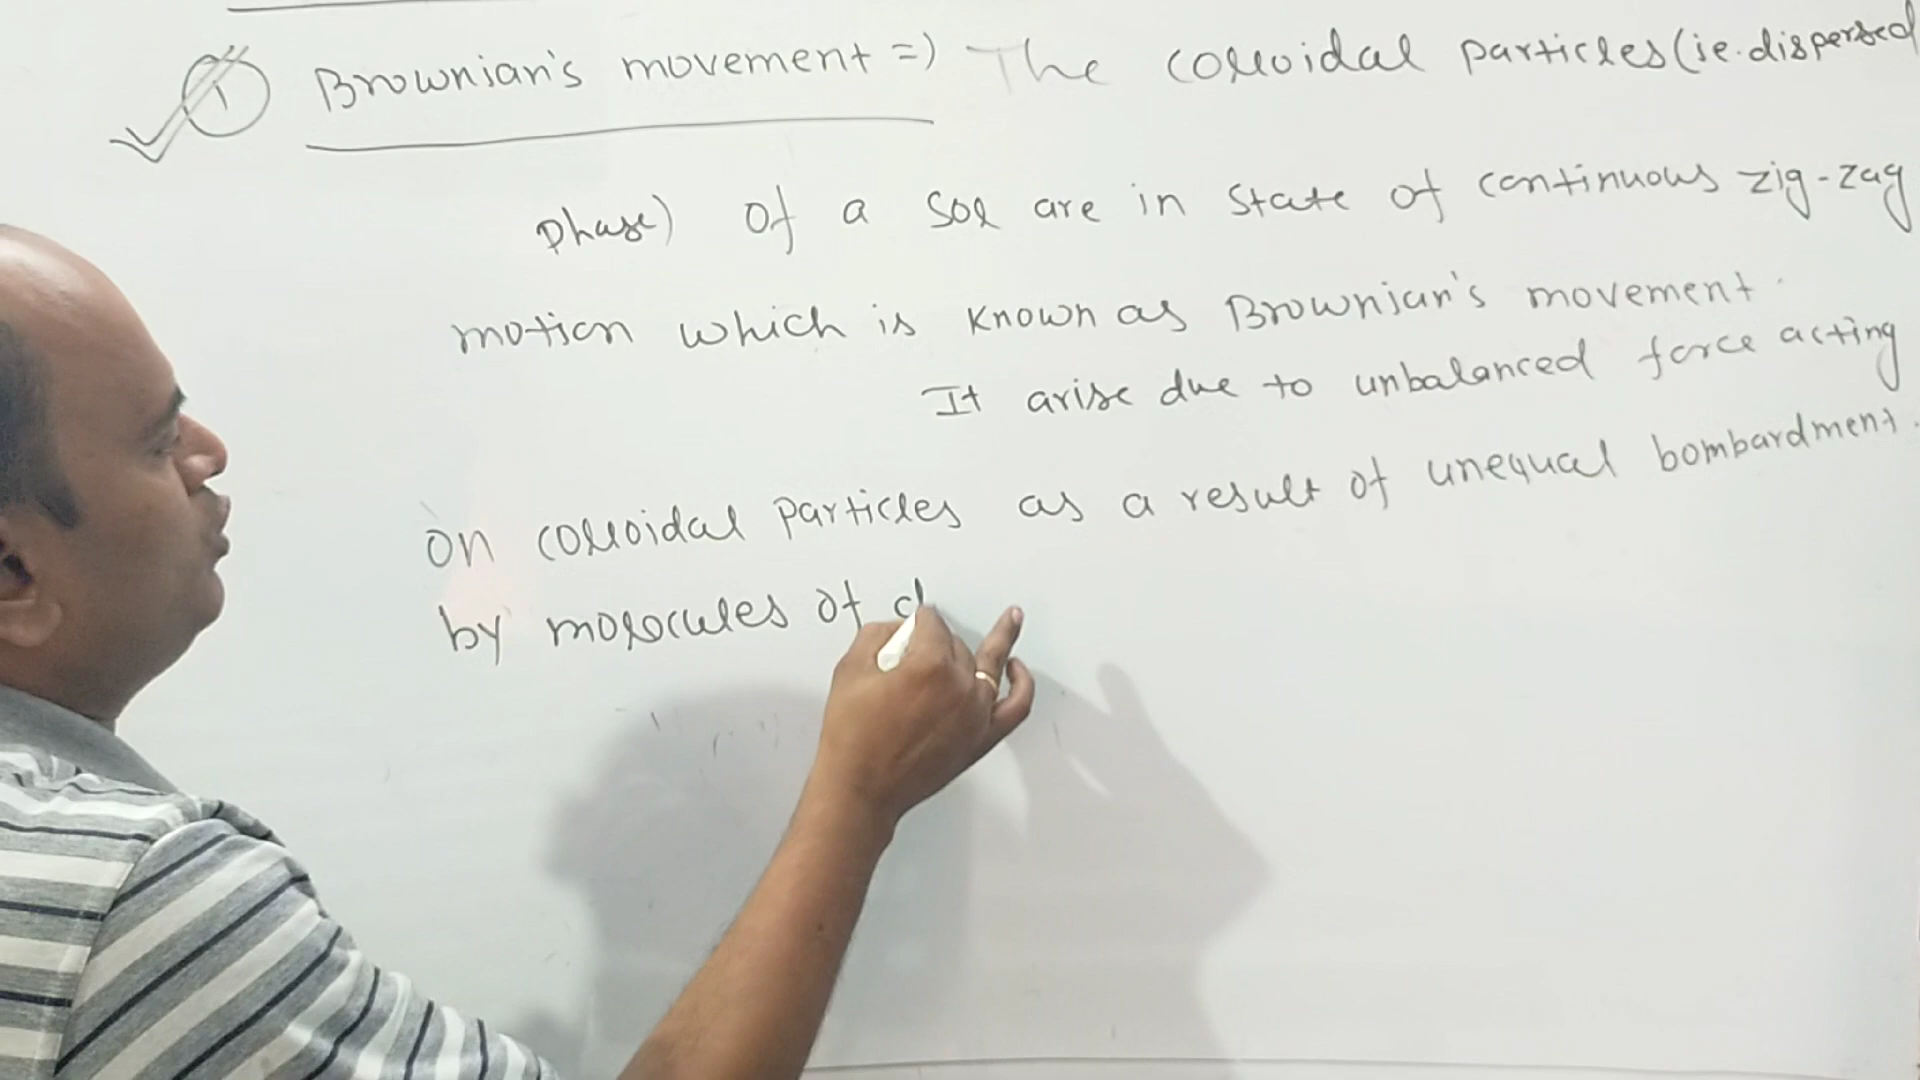 ① Brownian's movement => The colloidal particles (ie. dispersed
phase) of a sol are in state of continuous zig-zag
motion which is known as Brownian's movement.
It arise due to unbalanced force acting
on colloidal particles as a result of unequal bombardment.
by molecules of d